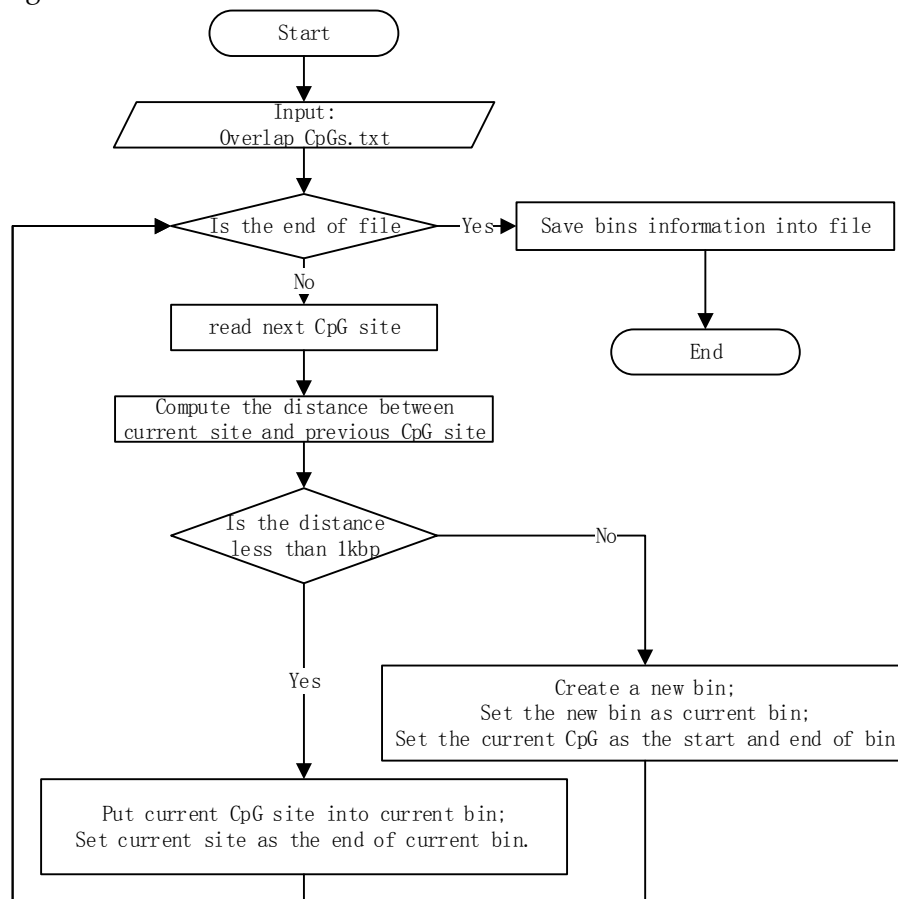 Start
Input:
Overlap CpGs.txt
Is the end of file
Yes
Save bins information into file
No
read next CpG site
End
Compute the distance between
current site and previous CpG site
Is the distance
less than 1kbp
No
Yes
Create a new bin;
Set the new bin as current bin;
Set the current CpG as the start and end of bin
Put current CpG site into current bin;
Set current site as the end of current bin.